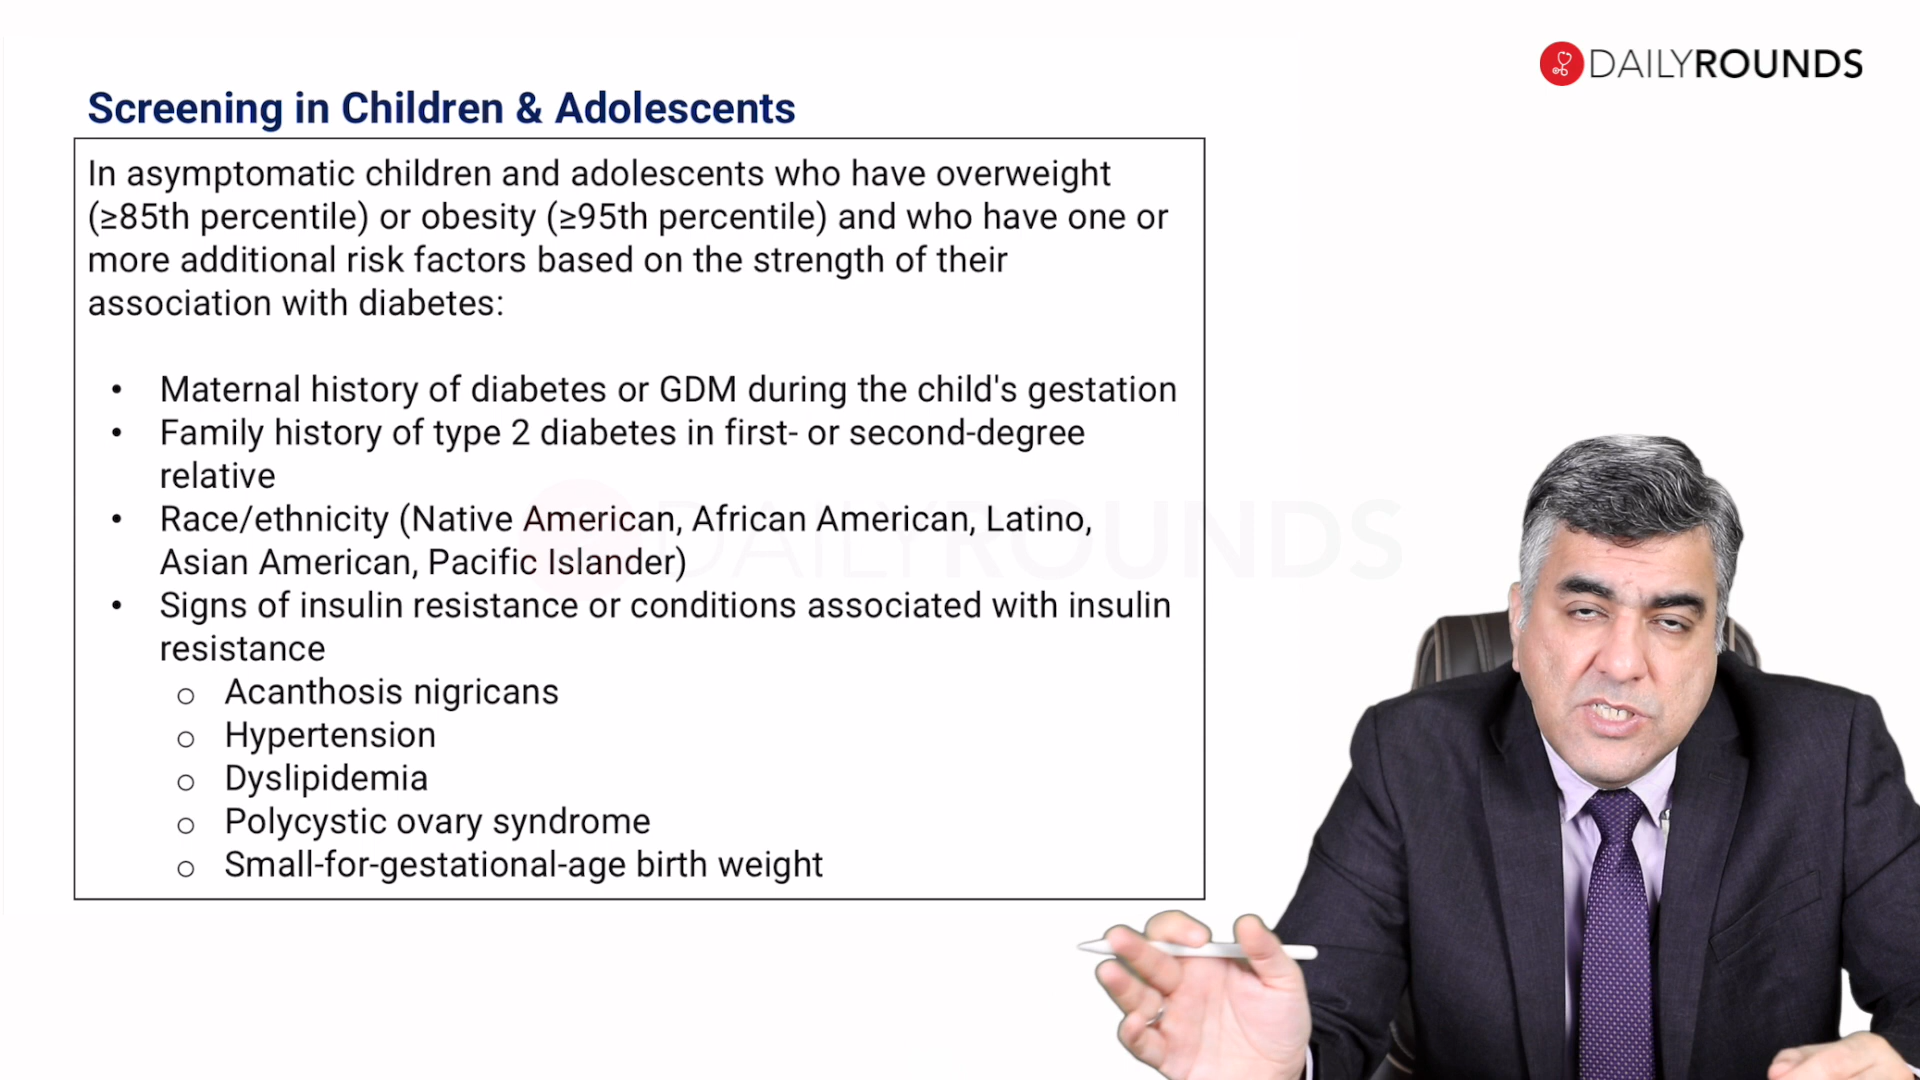 DAILYROUNDS
Screening in Children & Adolescents
In asymptomatic children and adolescents who have overweight
(≥85th percentile) or obesity (≥95th percentile) and who have one or
more additional risk factors based on the strength of their
association with diabetes:
• Maternal history of diabetes or GDM during the child's gestation
• Family history of type 2 diabetes in first- or second-degree
relative
• Race/ethnicity (Native American, African American, Latino,
Asian American, Pacific Islander)
• Signs of insulin resistance or conditions associated with insulin
resistance
o Acanthosis nigricans
o Hypertension
o Dyslipidemia
o Polycystic ovary syndrome
o Small-for-gestational-age birth weight
DAILYROUNDS